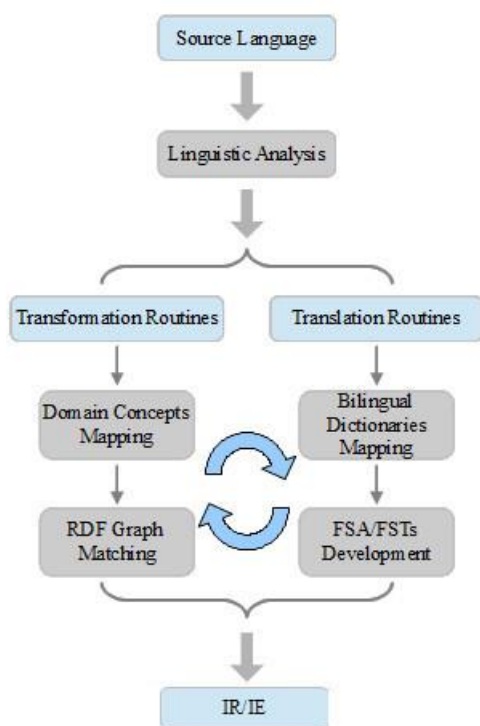 Source Language
Linguistic Analysis
Transformation Routines
Translation Routines
Domain Concepts
Mapping
Bilingual
Dictionaries
Mapping
RDF Graph
Matching
FSA/FSTs
Development
IR/IE